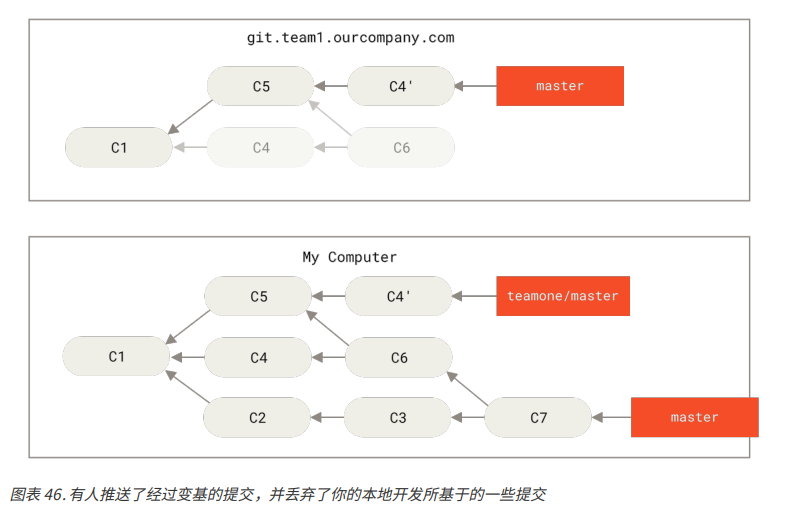 git.team1.ourcompany.com
C5
C4'
master
C1
C4
C6
My Computer
C5
C4'
teamone/master
C1
C4
C6
C2
C3
C7
master
图表 46. 有人推送了经过变基的提交，并丢弃了你的本地开发所基于的一些提交